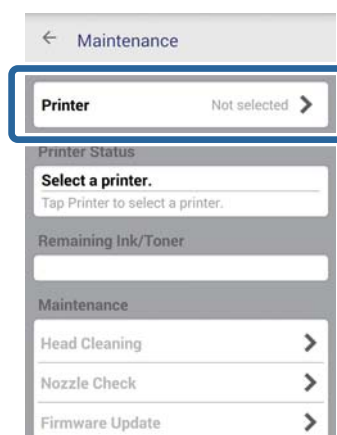 Maintenance
Printer Not selected
Printer Status
Select a printer.
Tap Printer to select a printer.
Remaining Ink/Toner
Maintenance
Head Cleaning
Nozzle Check
Firmware Update